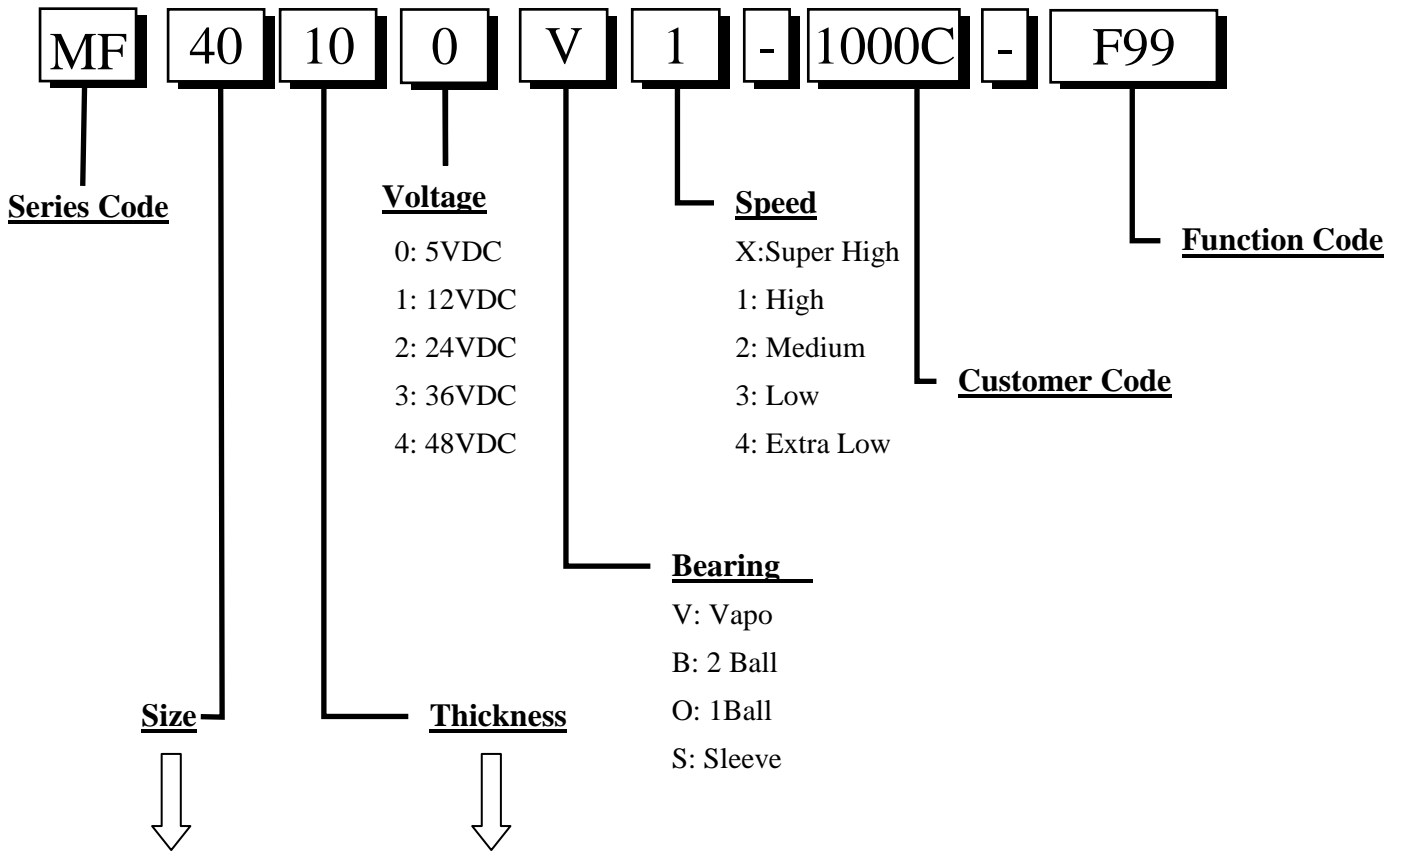 MF 40 10 0 V 1 - 1000C - F99
Series Code
Voltage
0: 5VDC
1: 12VDC
2: 24VDC
3: 36VDC
4: 48VDC
Speed
X:Super High
1: High
2: Medium
3: Low
4: Extra Low
Function Code
Customer Code
Bearing
V: Vapo
B: 2 Ball
O: 1Ball
S: Sleeve
Size
Thickness